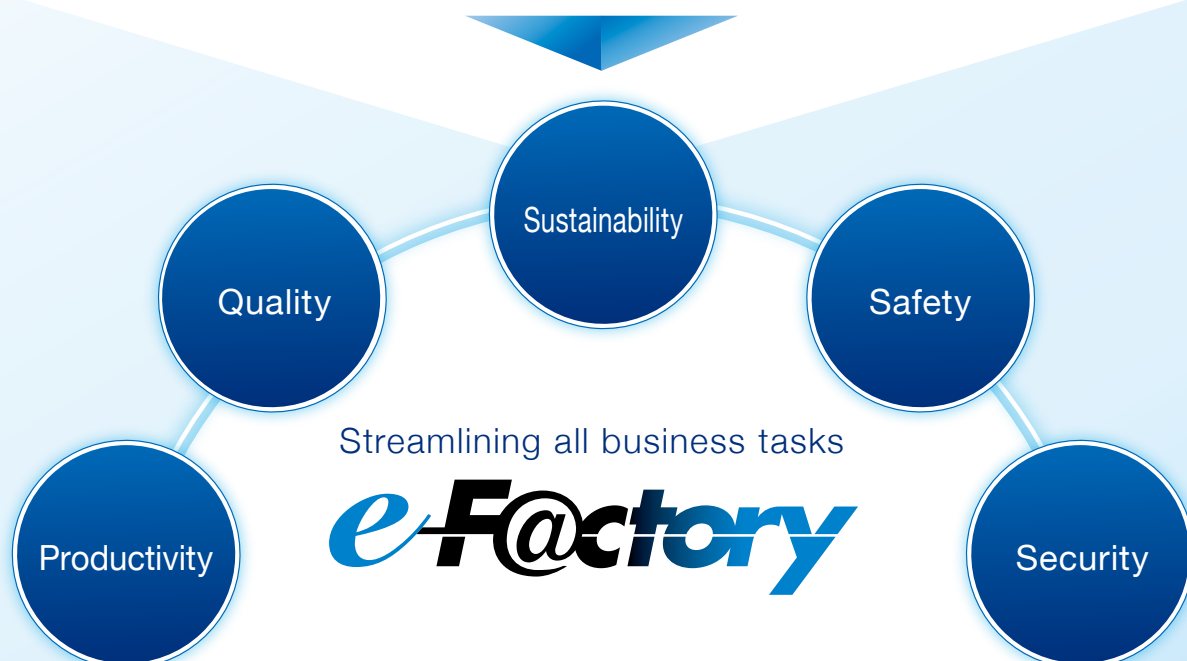 Sustainability
Quality
Safety
Streamlining all business tasks
e-F@ctory
Productivity
Security